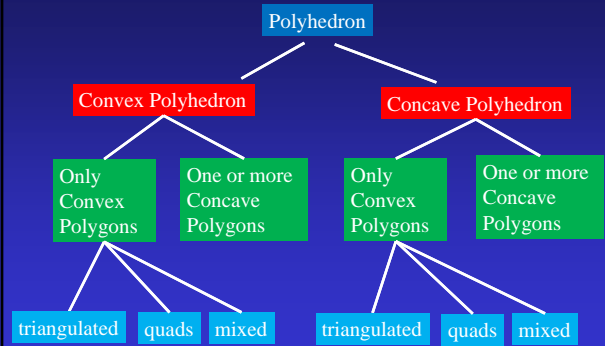 Polyhedron
Convex Polyhedron
Concave Polyhedron
Only
Convex
Polygons
One or more
Concave
Polygons
Only
Convex
Polygons
One or more
Concave
Polygons
triangulated
quads
mixed
triangulated
quads
mixed